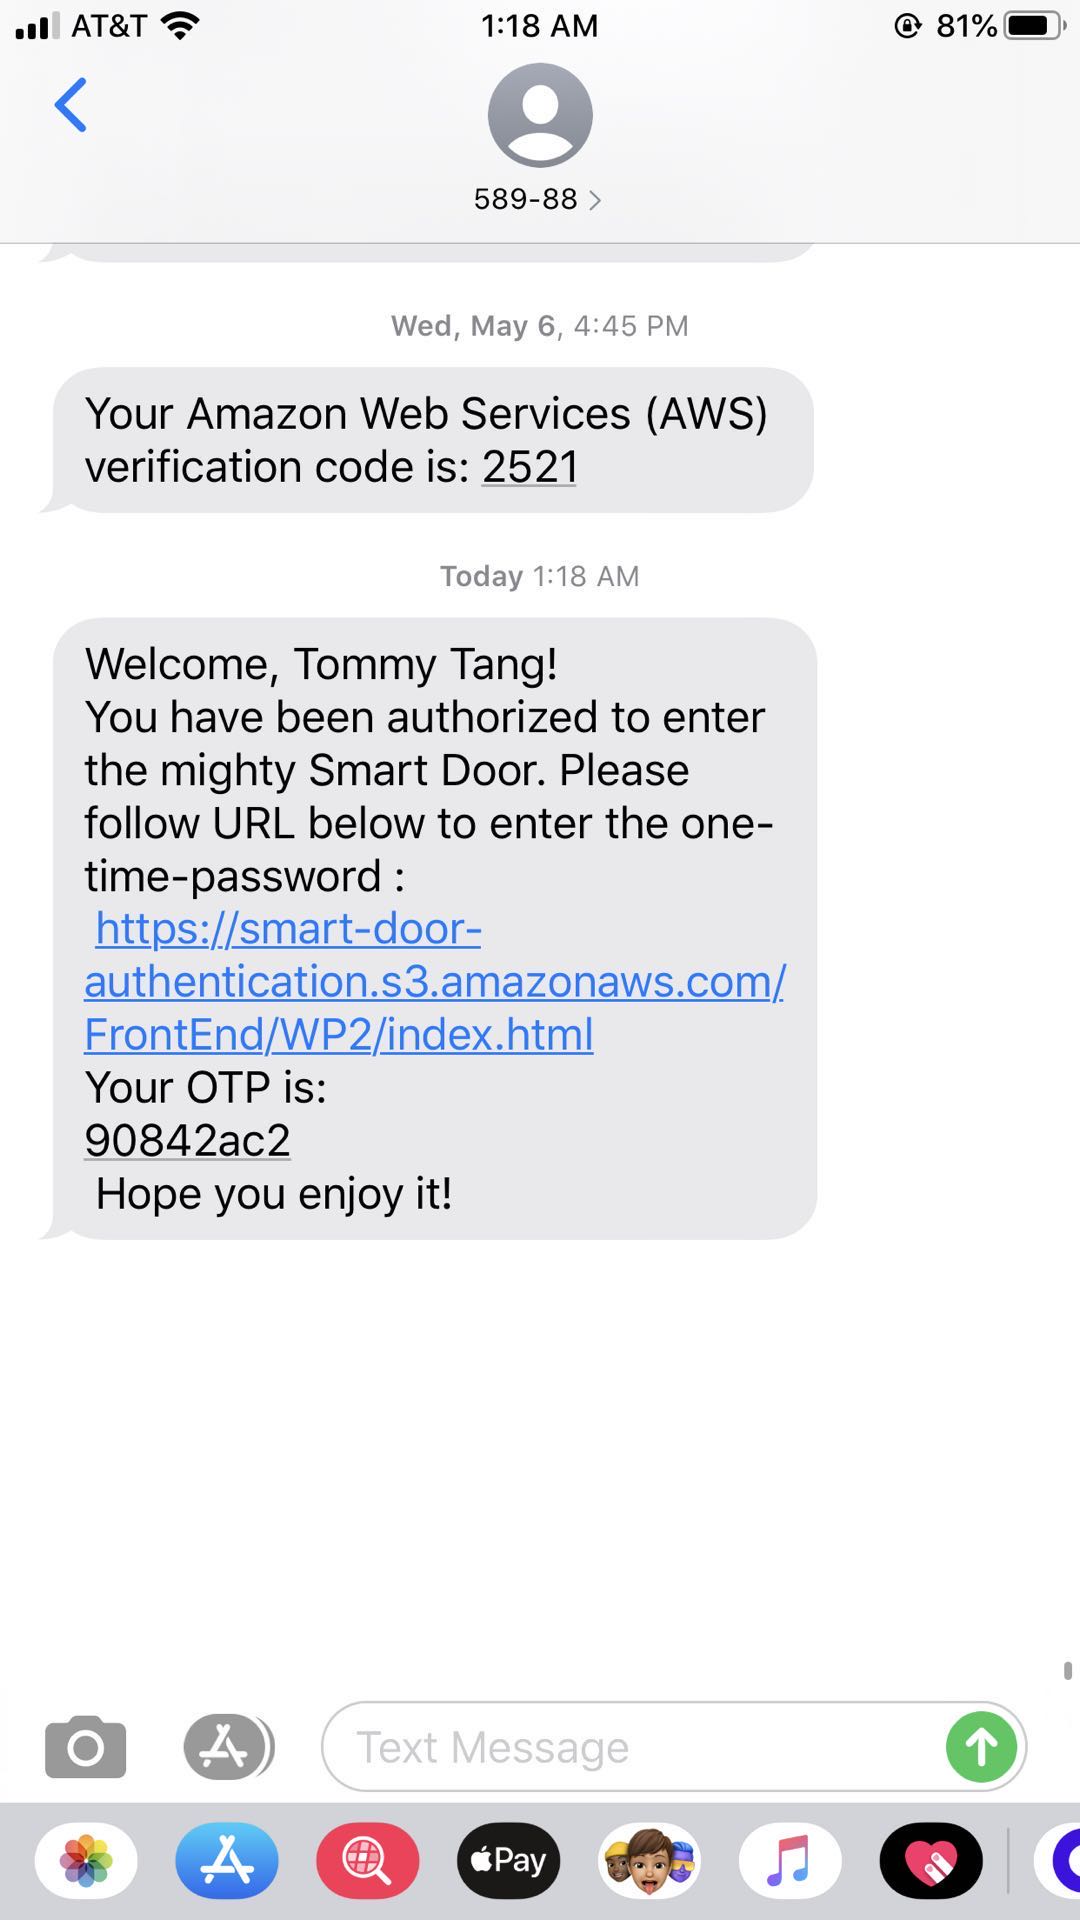 AT&T 1:18 AM 81%
589-88
Wed, May 6, 4:45 PM
Your Amazon Web Services (AWS)
verification code is: 2521
Today 1:18 AM
Welcome, Tommy Tang!
You have been authorized to enter
the mighty Smart Door. Please
follow URL below to enter the one-
time-password :
https://smart-door-
authentication.s3.amazonaws.com/
FrontEnd/WP2/index.html
Your OTP is:
90842ac2
Hope you enjoy it!
Text Message
Pay